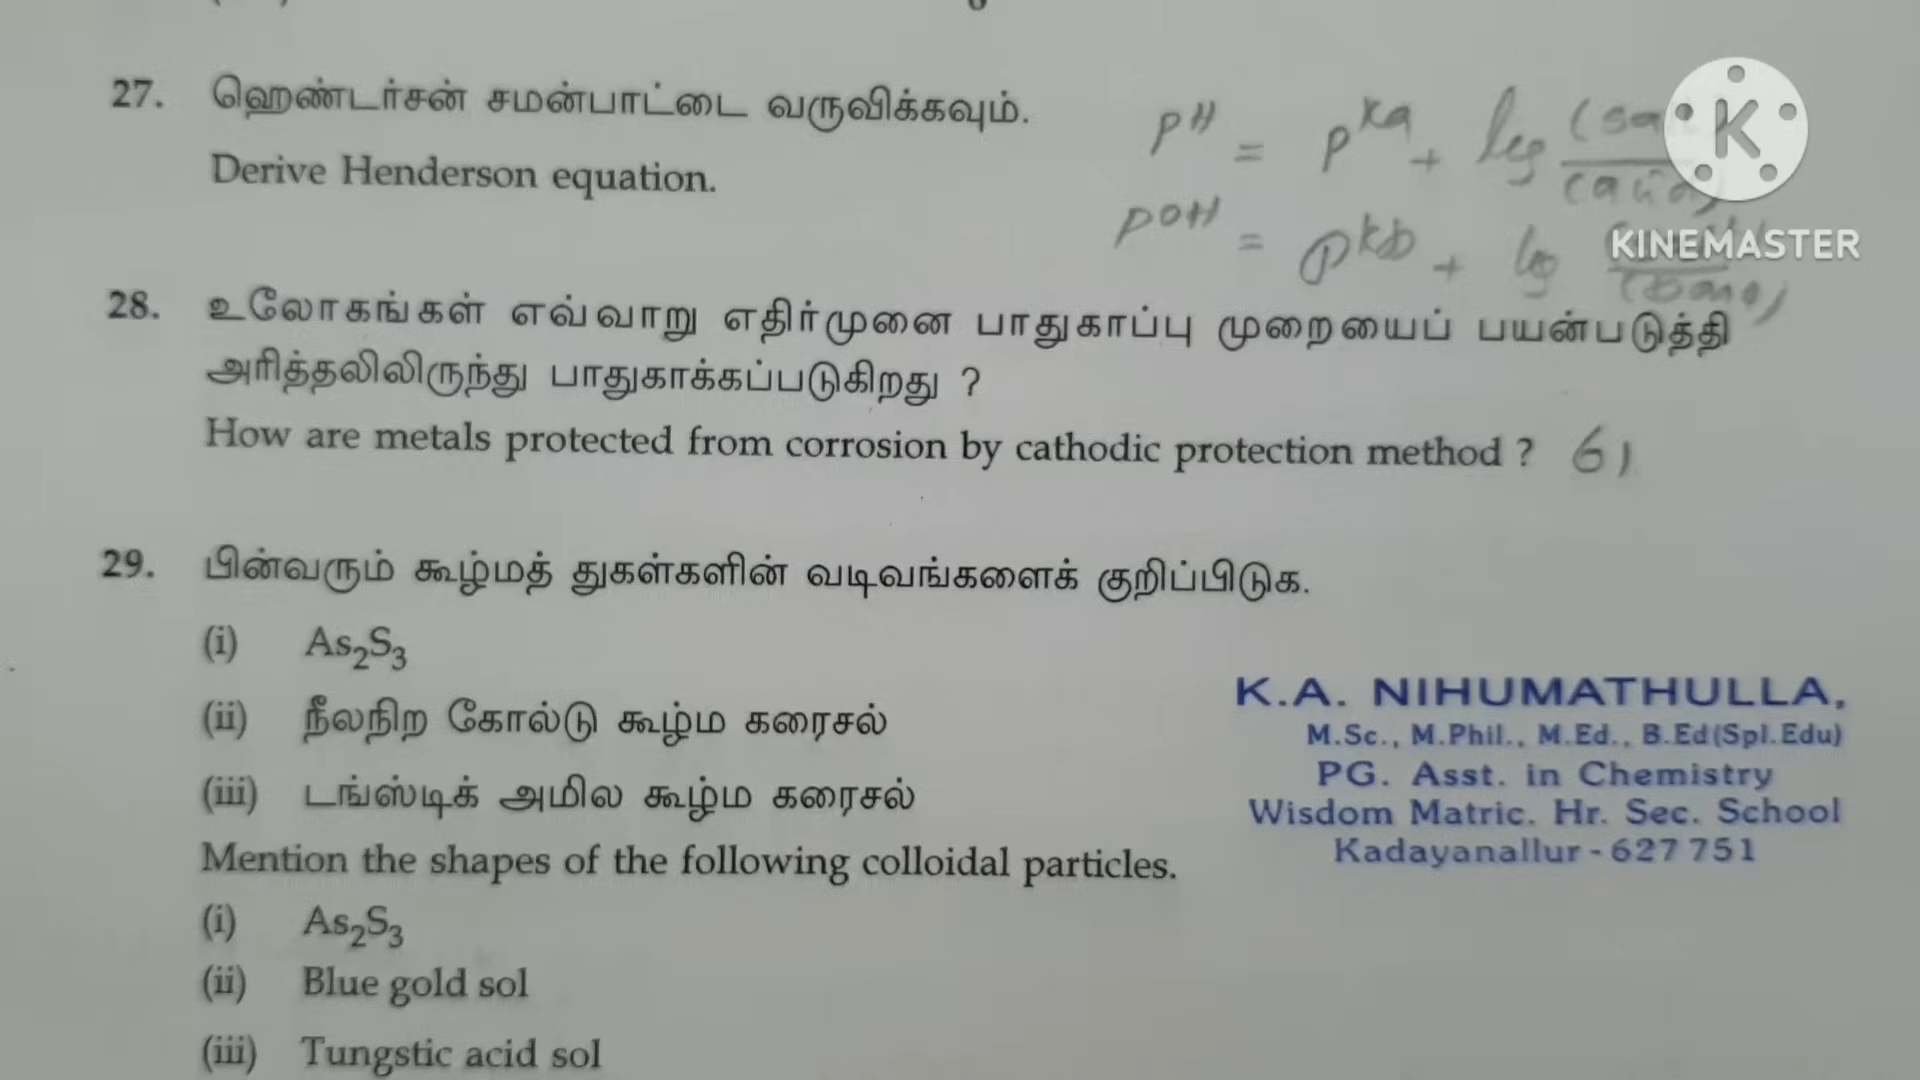 27. ஹெண்டர்சன் சமன்பாட்டை வருவிக்கவும்.
Derive Henderson equation.
pH = pKa + log
pOH = pKb + log
K
KINEMASTER
28. உலோகங்கள் எவ்வாறு எதிர்முனை பாதுகாப்பு முறையைப் பயன்படுத்தி
அரித்தலிலிருந்து பாதுகாக்கப்படுகிறது ?
How are metals protected from corrosion by cathodic protection method ? 61
29. பின்வரும் கூழ்மத் துகள்களின் வடிவங்களைக் குறிப்பிடுக.
(i) As₂S₃
(ii) நீலநிற கோல்டு கூழ்ம கரைசல்
(iii) டங்ஸ்டிக் அமில கூழ்ம கரைசல்
Mention the shapes of the following colloidal particles.
(i) As₂S₃
(ii) Blue gold sol
(iii) Tungstic acid sol
K.A. NIHUMATHULLA,
M.Sc., M.Phil., M.Ed., B.Ed(Spl.Edu)
PG. Asst. in Chemistry
Wisdom Matric. Hr. Sec. School
Kadayanallur - 627 751